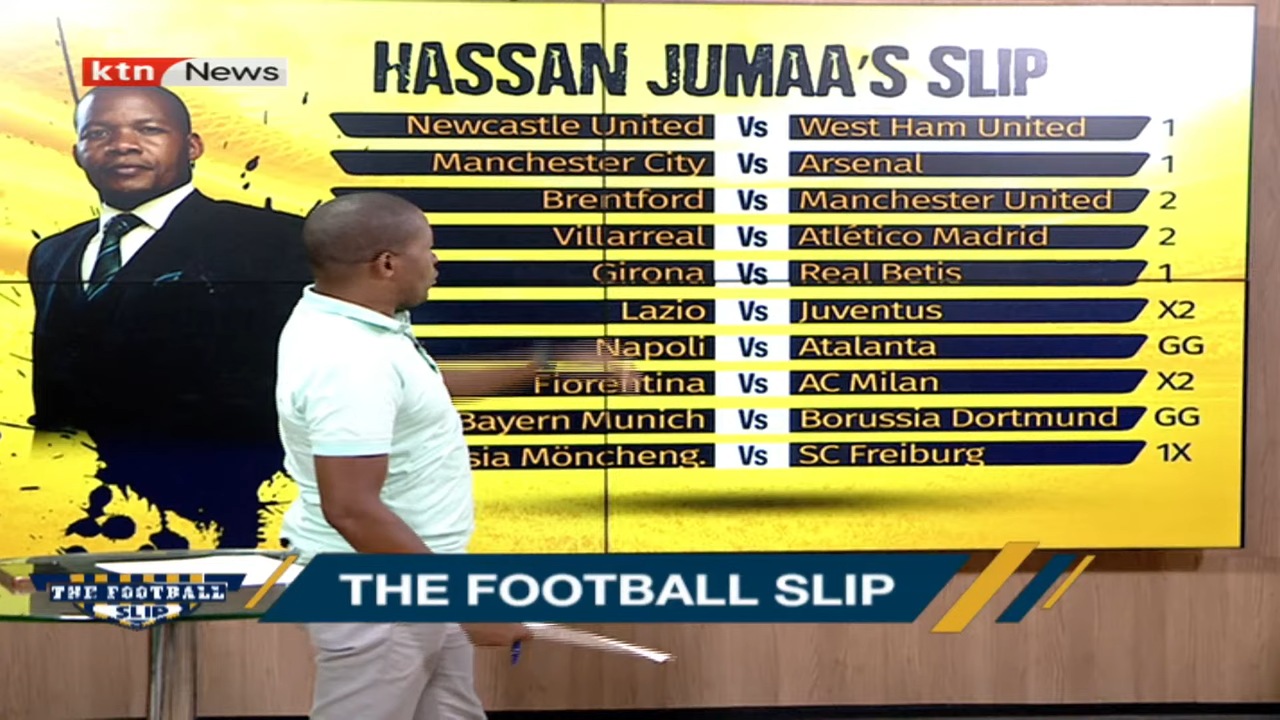 ktn News
HASSAN JUMAA'S SLIP
Newcastle United Vs West Ham United 1
Manchester City Vs Arsenal 1
Brentford Vs Manchester United 2
Villarreal Vs Atlético Madrid 2
Girona Vs Real Betis 1
Lazio Vs Juventus X2
Napoli Vs Atalanta GG
Fiorentina Vs AC Milan X2
Bayern Munich Vs Borussia Dortmund GG
sia Möncheng. Vs SC Freiburg 1X
THE FOOTBALL SLIP
THE FOOTBALL
SLIP